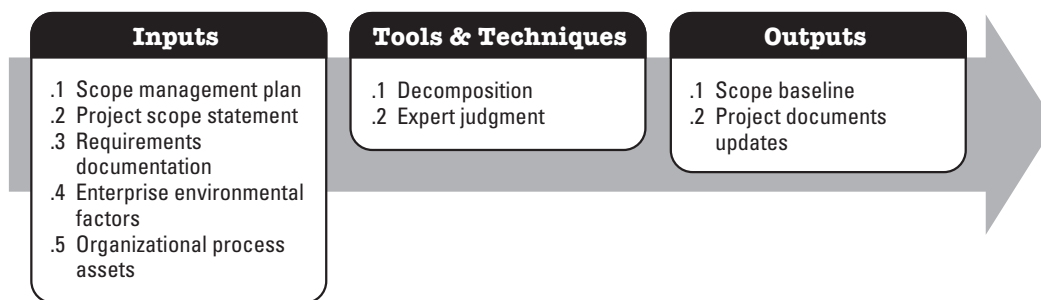 Inputs
.1 Scope management plan
.2 Project scope statement
.3 Requirements
documentation
.4 Enterprise environmental
factors
.5 Organizational process
assets
Tools & Techniques
.1 Decomposition
.2 Expert judgment
Outputs
.1 Scope baseline
.2 Project documents
updates